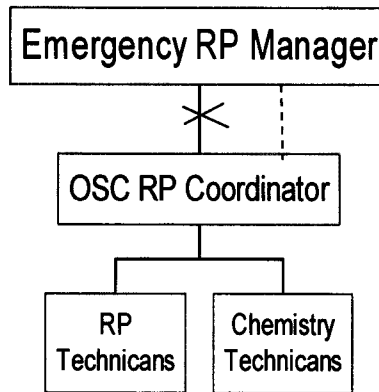 Emergency RP Manager
OSC RP Coordinator
RP
Technicans
Chemistry
Technicans